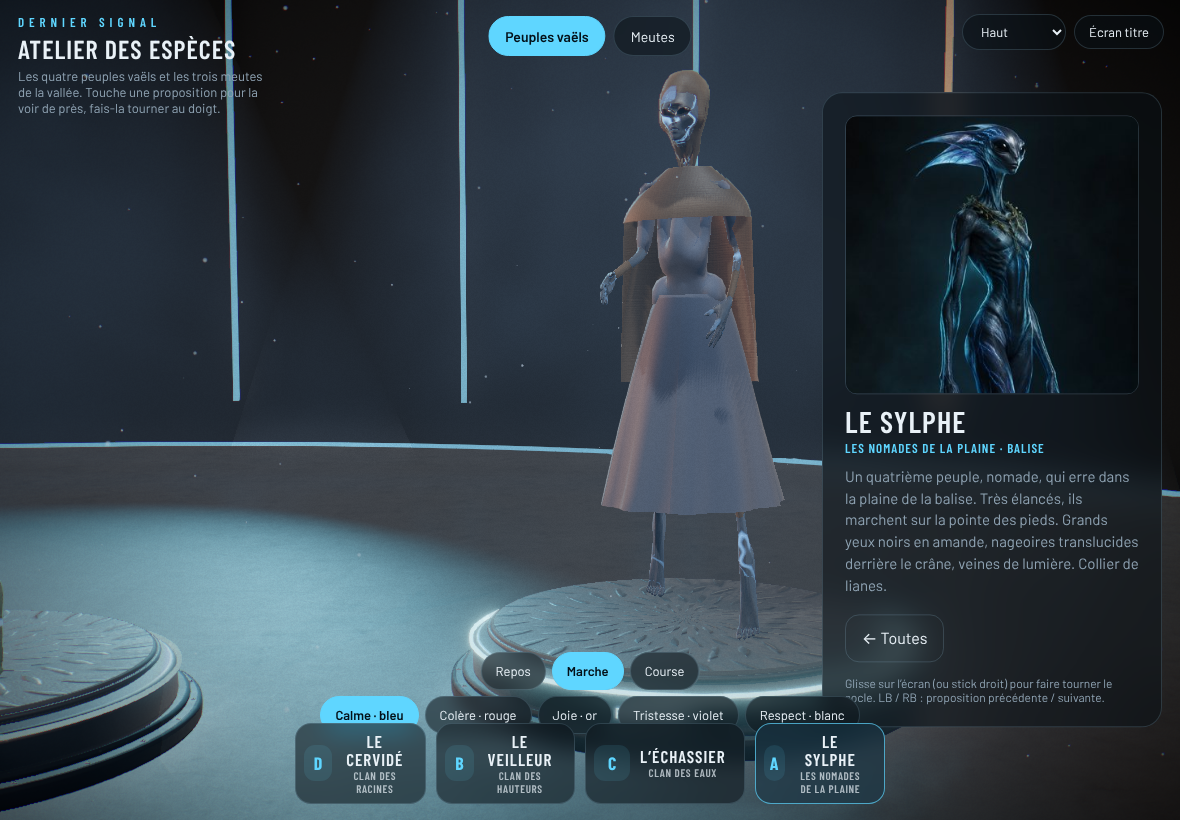 DERNIER SIGNAL
ATELIER DES ESPÈCES
Les quatre peuples vaëls et les trois meutes
de la vallée. Touche une proposition pour la
voir de près, fais-la tourner au doigt.
Peuples vaëls
Meutes
Haut
Écran titre
LE SYLPHE
LES NOMADES DE LA PLAINE · BALISE
Un quatrième peuple, nomade, qui erre dans
la plaine de la balise. Très élancés, ils
marchent sur la pointe des pieds. Grands
yeux noirs en amande, nageoires translucides
derrière le crâne, veines de lumière. Collier de
lianes.
← Toutes
Glisse sur l'écran (ou stick droit) pour faire tourner le
socle. LB / RB : proposition précédente / suivante.
Repos
Marche
Course
Calme · bleu
Colère · rouge
Joie · or
Tristesse · violet
Respect · blanc
D
LE
CERVIDÉ
CLAN DES
RACINES
B
LE
VEILLEUR
CLAN DES
HAUTEURS
C
L'ÉCHASSIER
CLAN DES EAUX
A
LE
SYLPHE
LES NOMADES
DE LA PLAINE